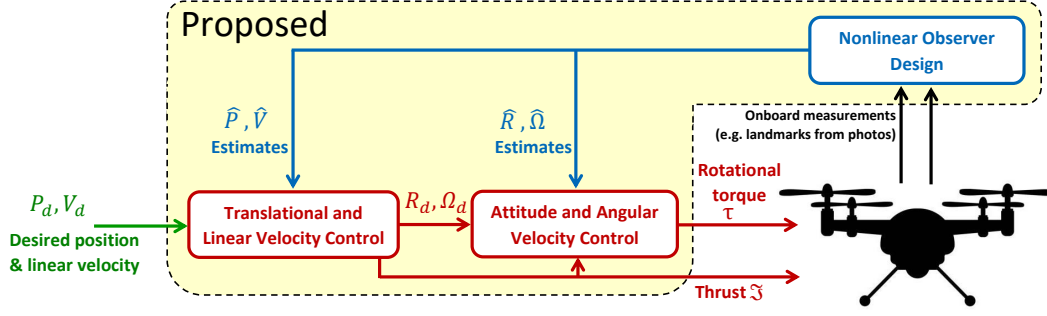 Proposed
Nonlinear Observer
Design
Onboard measurements
(e.g. landmarks from photos)
P̂ , V̂
Estimates
R̂ , Ω̂
Estimates
Rotational
torque
τ
P_d, V_d
Desired position
& linear velocity
Translational and
Linear Velocity Control
R_d, Ω_d
Attitude and Angular
Velocity Control
Thrust ℑ